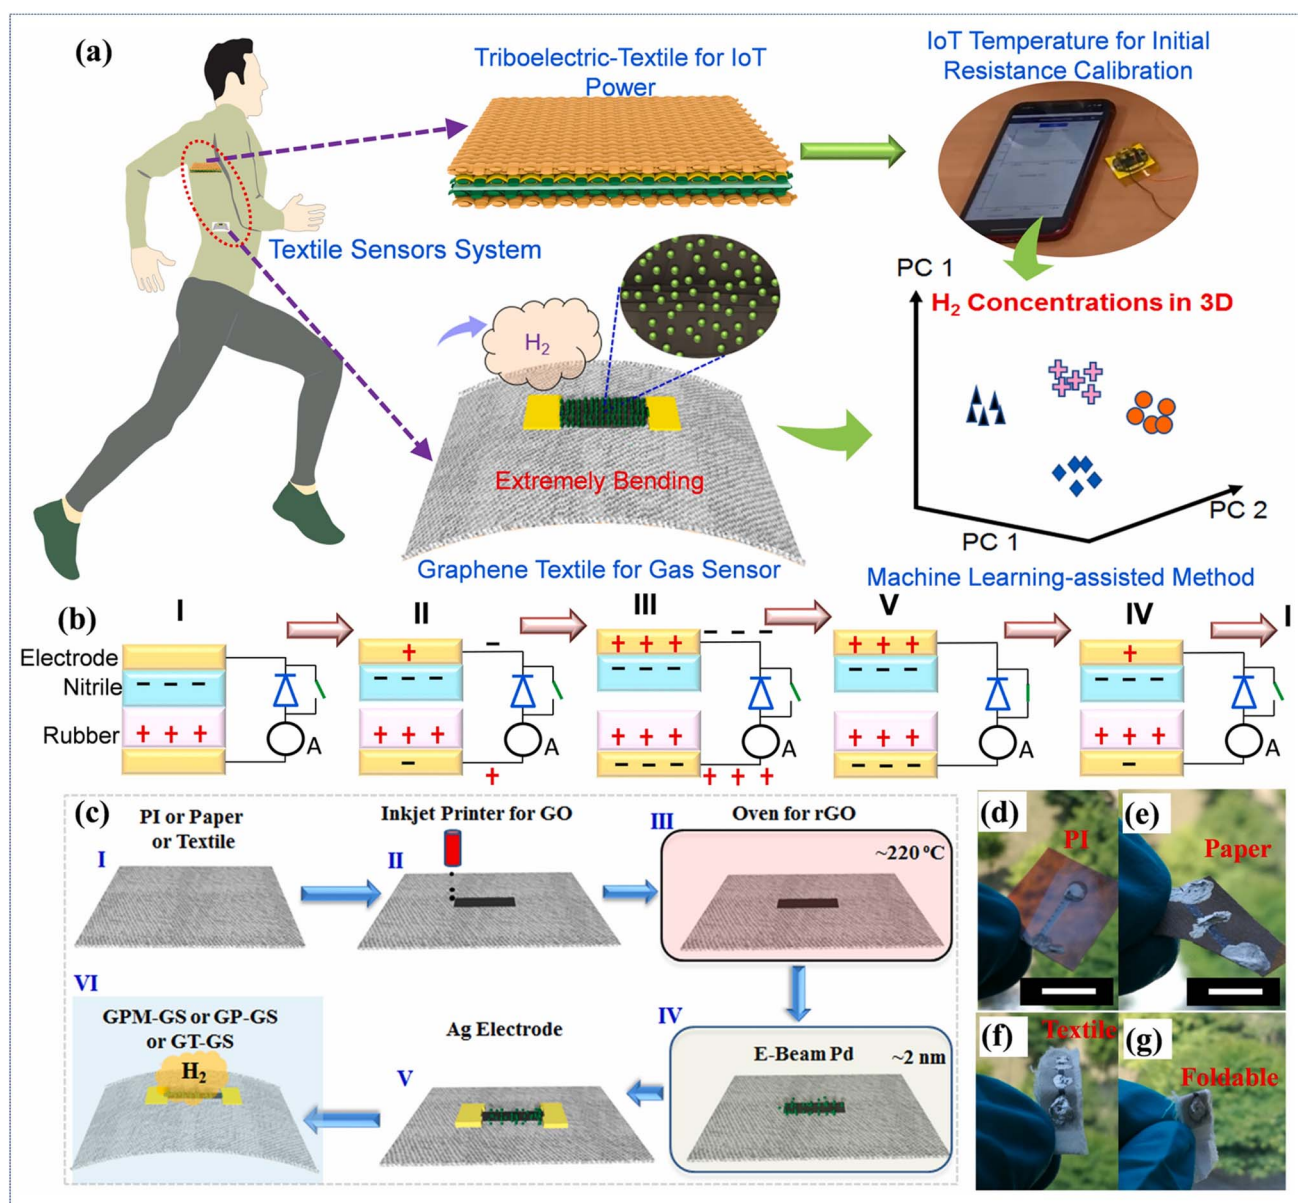 (a)
Triboelectric-Textile for IoT
Power
IoT Temperature for Initial
Resistance Calibration
Textile Sensors System
H2
Extremely Bending
Graphene Textile for Gas Sensor
PC 1
H2 Concentrations in 3D
PC 2
PC 1
Machine Learning-assisted Method
(b)
I
II
III
V
IV
I
Electrode
Nitrile
Rubber
+
−
+ + +
− − −
+ + +
+
− − −
− − −
− − −
− − −
− − −
+ + +
+ + +
+ + +
+ + +
+ + +
−
− − −
− − −
−
+
+ + +
A
A
A
A
A
(c)
PI or Paper
or Textile
I
Inkjet Printer for GO
II
III
Oven for rGO
~220 ºC
IV
E-Beam Pd
~2 nm
Ag Electrode
V
VI
GPM-GS or GP-GS
or GT-GS
H2
(d)
PI
(e)
Paper
(f)
Textile
(g)
Foldable